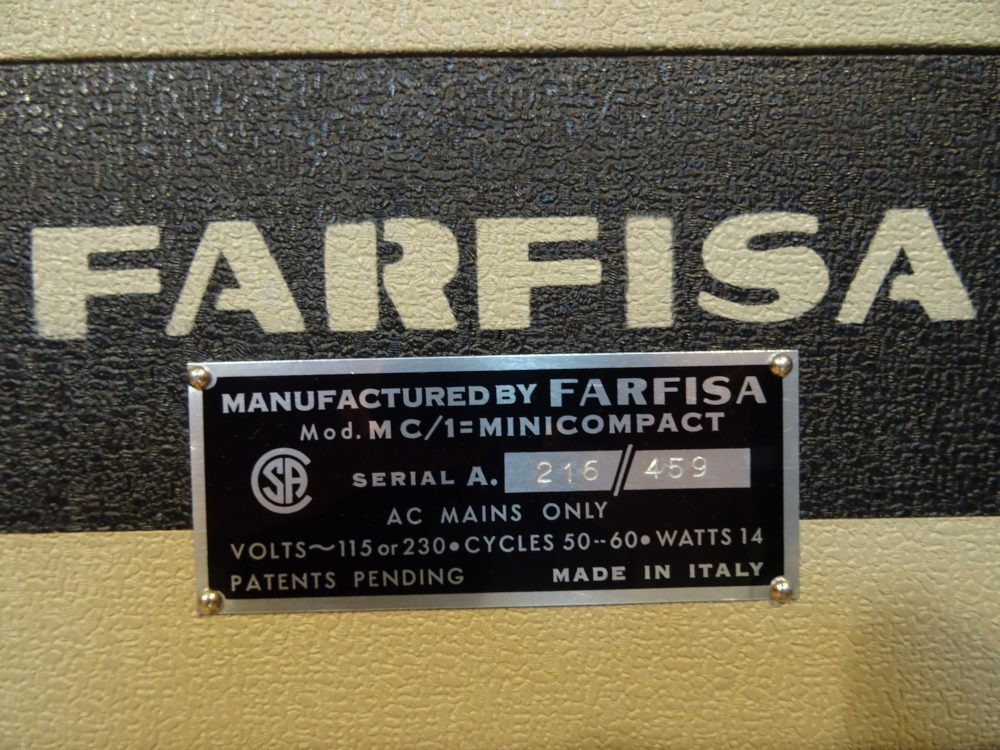 FARFISA
MANUFACTURED BY FARFISA
Mod. MC/1=MINICOMPACT
CSA SERIAL A. 216/459
AC MAINS ONLY
VOLTS~115 or 230•CYCLES 50--60•WATTS 14
PATENTS PENDING MADE IN ITALY